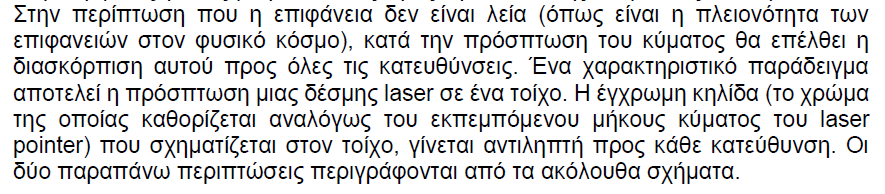 Στην περίπτωση που η επιφάνεια δεν είναι λεία (όπως είναι η πλειονότητα των
επιφανειών στον φυσικό κόσμο), κατά την πρόσπτωση του κύματος θα επέλθει η
διασκόρπιση αυτού προς όλες τις κατευθύνσεις. Ένα χαρακτηριστικό παράδειγμα
αποτελεί η πρόσπτωση μιας δέσμης laser σε ένα τοίχο. Η έγχρωμη κηλίδα (το χρώμα
της οποίας καθορίζεται αναλόγως του εκπεμπόμενου μήκους κύματος του laser
pointer) που σχηματίζεται στον τοίχο, γίνεται αντιληπτή προς κάθε κατεύθυνση. Οι
δύο παραπάνω περιπτώσεις περιγράφονται από τα ακόλουθα σχήματα.